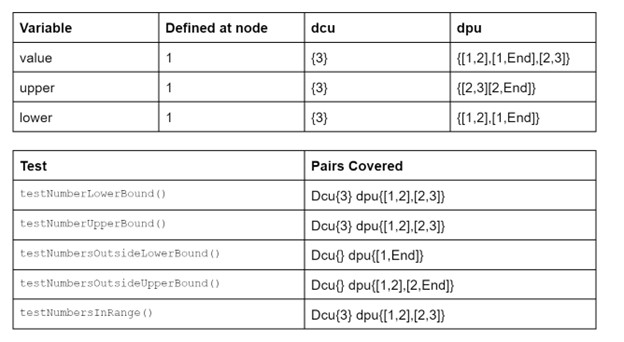 Variable Defined at node dcu dpu
value 1 {3} {[1,2],[1,End],[2,3]}
upper 1 {3} {[2,3][2,End]}
lower 1 {3} {[1,2],[1,End]}
Test Pairs Covered
testNumberLowerBound() Dcu{3} dpu{[1,2],[2,3]}
testNumberUpperBound() Dcu{3} dpu{[1,2],[2,3]}
testNumbersOutsideLowerBound() Dcu{} dpu{[1,End]}
testNumbersOutsideUpperBound() Dcu{} dpu{[1,2],[2,End]}
testNumbersInRange() Dcu{3} dpu{[1,2],[2,3]}